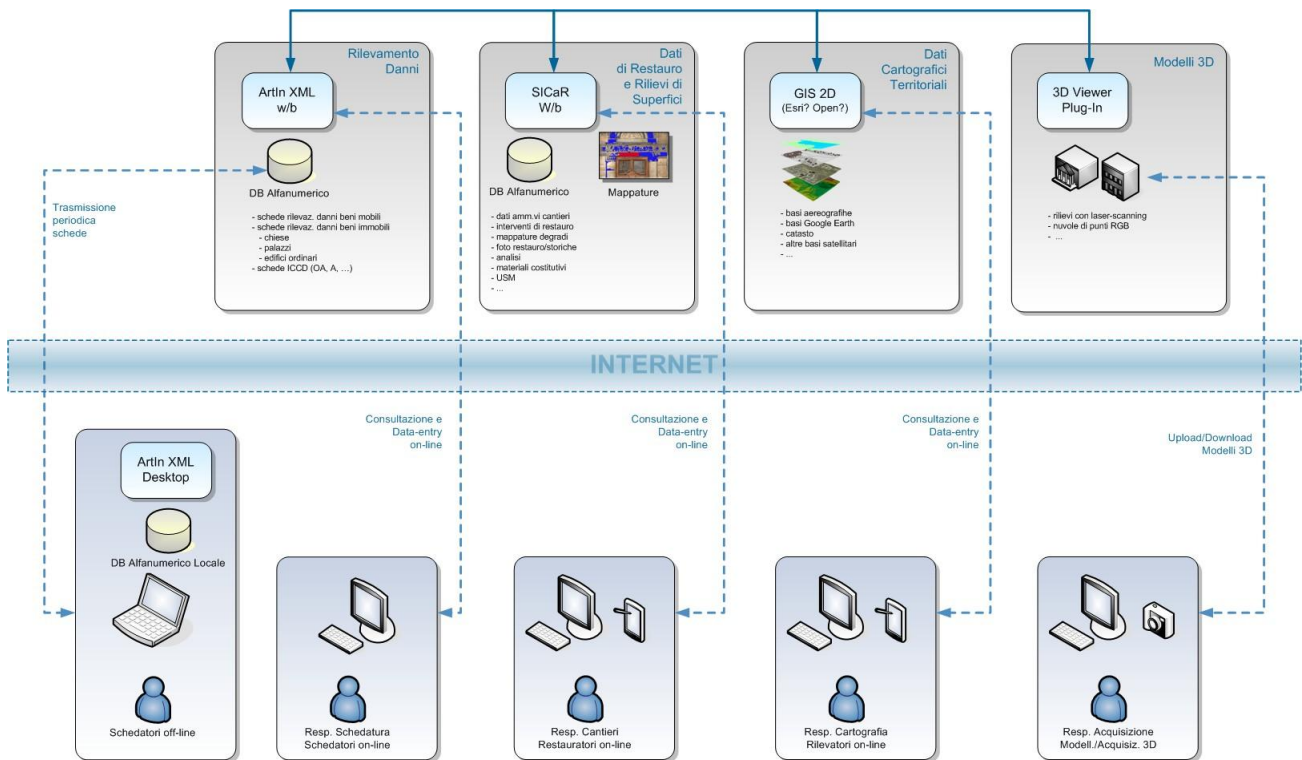 Rilevamento
Danni
ArtIn XML
w/b
DB Alfanumerico
- schede rilevaz. danni beni mobili
- schede rilevaz. danni beni immobili
- chiese
- palazzi
- edifici ordinari
- schede ICCD (OA, A, ...)
Dati
di Restauro
e Rilievi di
Superfici
SICaR
W/b
DB Alfanumerico
Mappature
- dati amm.vi cantieri
- interventi di restauro
- mappature degradi
- foto restauro/storiche
- analisi
- materiali costitutivi
- USM
- ...
Dati
Cartografici
Territoriali
GIS 2D
(Esri? Open?)
- basi aereografihe
- basi Google Earth
- catasto
- altre basi satellitari
- ...
Modelli 3D
3D Viewer
Plug-In
- rilievi con laser-scanning
- nuvole di punti RGB
- ...
Trasmissione
periodica
schede
INTERNET
Consultazione e
Data-entry
on-line
Consultazione e
Data-entry
on-line
Consultazione e
Data-entry
on-line
Upload/Download
Modelli 3D
ArtIn XML
Desktop
DB Alfanumerico Locale
Schedatori off-line
Resp. Schedatura
Schedatori on-line
Resp. Cantieri
Restauratori on-line
Resp. Cartografia
Rilevatori on-line
Resp. Acquisizione
Modell./Acquisiz. 3D